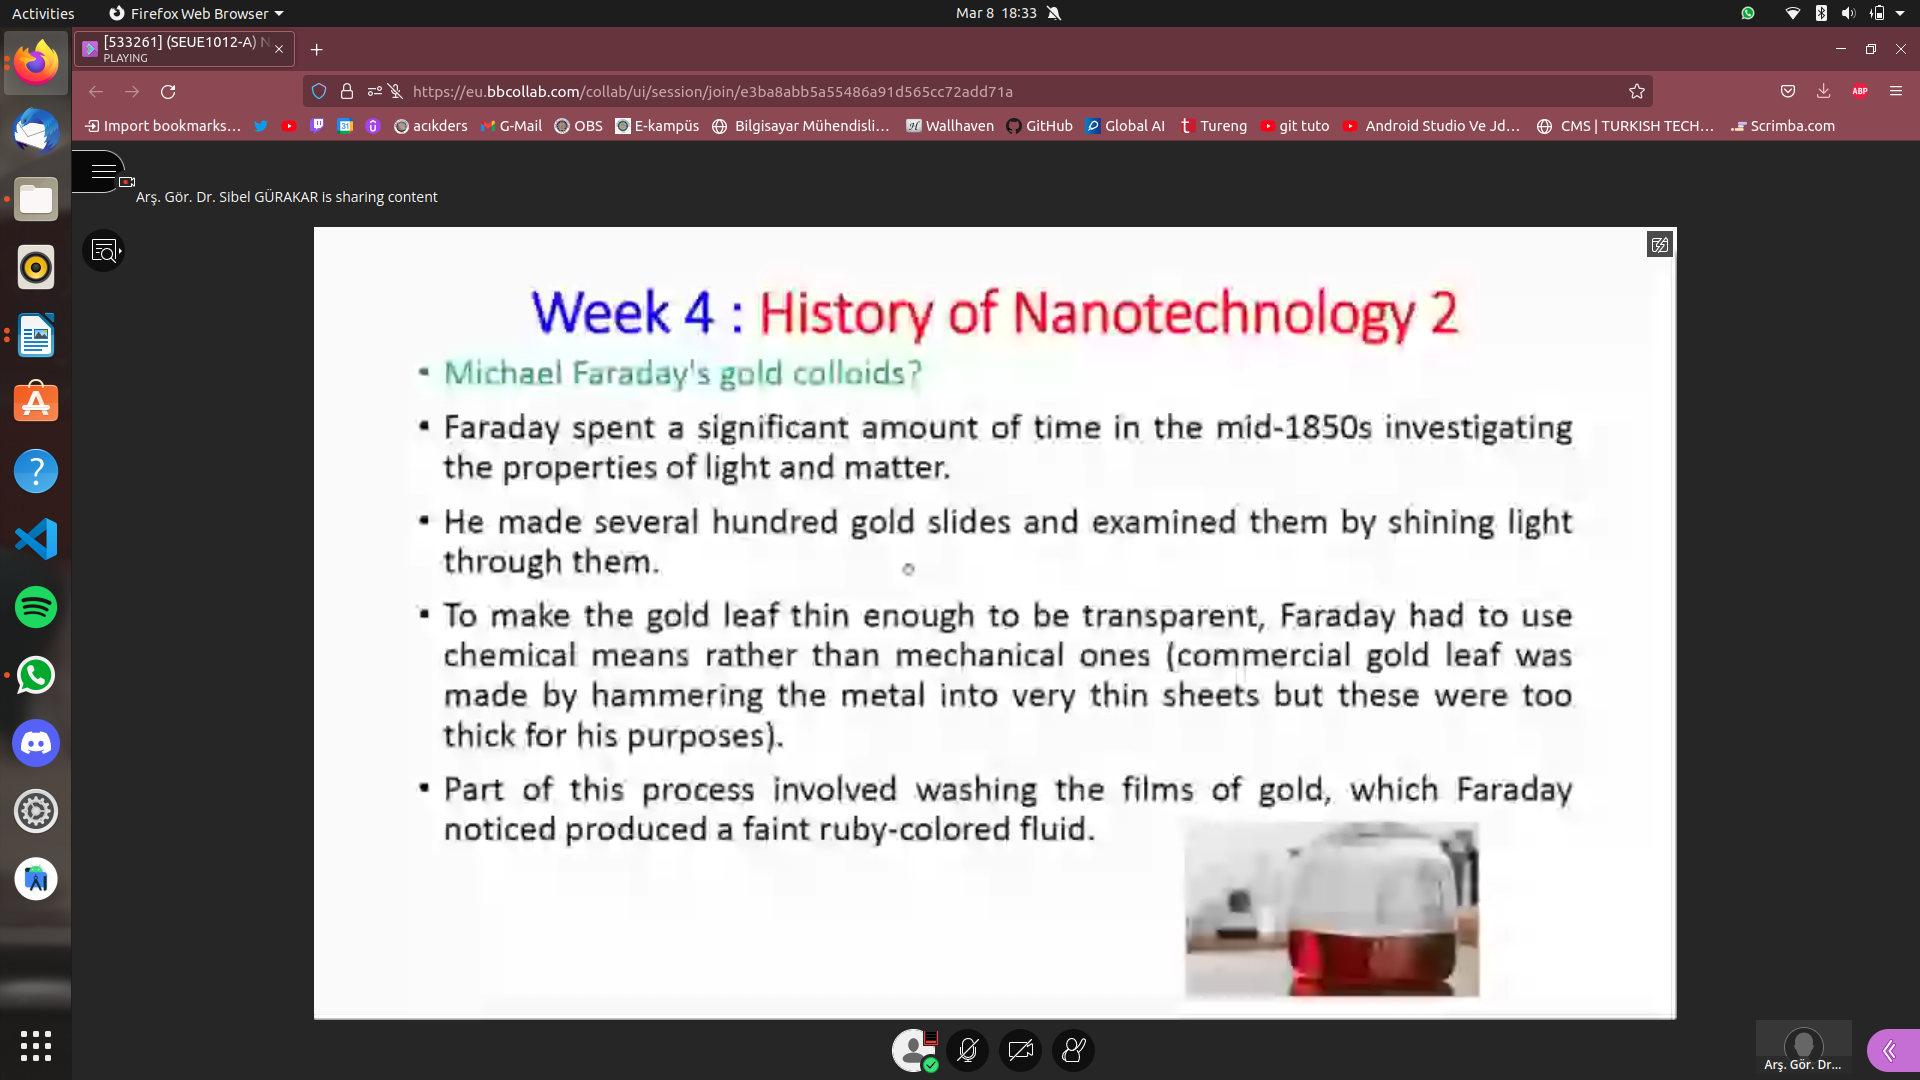 Activities
Firefox Web Browser
Mar 8 18:33
[533261] (SEUE1012-A) N
PLAYING
https://eu.bbcollab.com/collab/ui/session/join/e3ba8abb5a55486a91d565cc72add71a
ABP
Import bookmarks...
31
acıkders
G-Mail
OBS
E-kampüs
Bilgisayar Mühendisli...
Wallhaven
GitHub
Global AI
Tureng
git tuto
Android Studio Ve Jd...
CMS | TURKISH TECH...
Scrimba.com
Arş. Gör. Dr. Sibel GÜRAKAR is sharing content
Week 4 : History of Nanotechnology 2
• Michael Faraday's gold colloids?
• Faraday spent a significant amount of time in the mid-1850s investigating
the properties of light and matter.
• He made several hundred gold slides and examined them by shining light
through them.
• To make the gold leaf thin enough to be transparent, Faraday had to use
chemical means rather than mechanical ones (commercial gold leaf was
made by hammering the metal into very thin sheets but these were too
thick for his purposes).
• Part of this process involved washing the films of gold, which Faraday
noticed produced a faint ruby-colored fluid.
Arş. Gör. Dr...